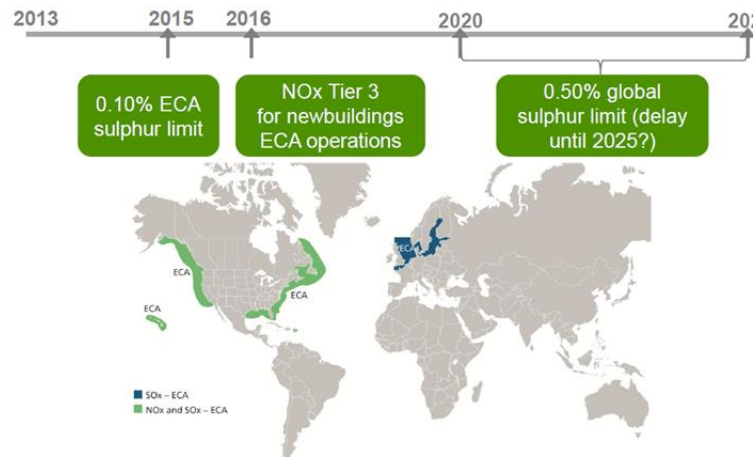 2013 2015 2016 2020
0.10% ECA
sulphur limit
NOx Tier 3
for newbuildings
ECA operations
0.50% global
sulphur limit (delay
until 2025?)
ECA
ECA
ECA
ECA
SOx – ECA
NOx and SOx – ECA